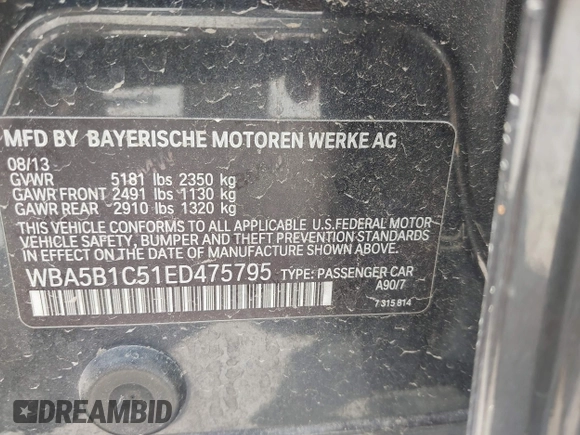 MFD BY BAYERISCHE MOTOREN WERKE AG
08/13
GVWR 5181 lbs 2350 kg
GAWR FRONT 2491 lbs 1130 kg
GAWR REAR 2910 lbs 1320 kg
THIS VEHICLE CONFORMS TO ALL APPLICABLE U.S.FEDERAL MOTOR
VEHICLE SAFETY, BUMPER AND THEFT PREVENTION STANDARDS
IN EFFECT ON THE DATE OF MANUFACTURE SHOWN ABOVE.
WBA5B1C51ED475795 TYPE: PASSENGER CAR
A90/7
7 315 814
DREAMBID